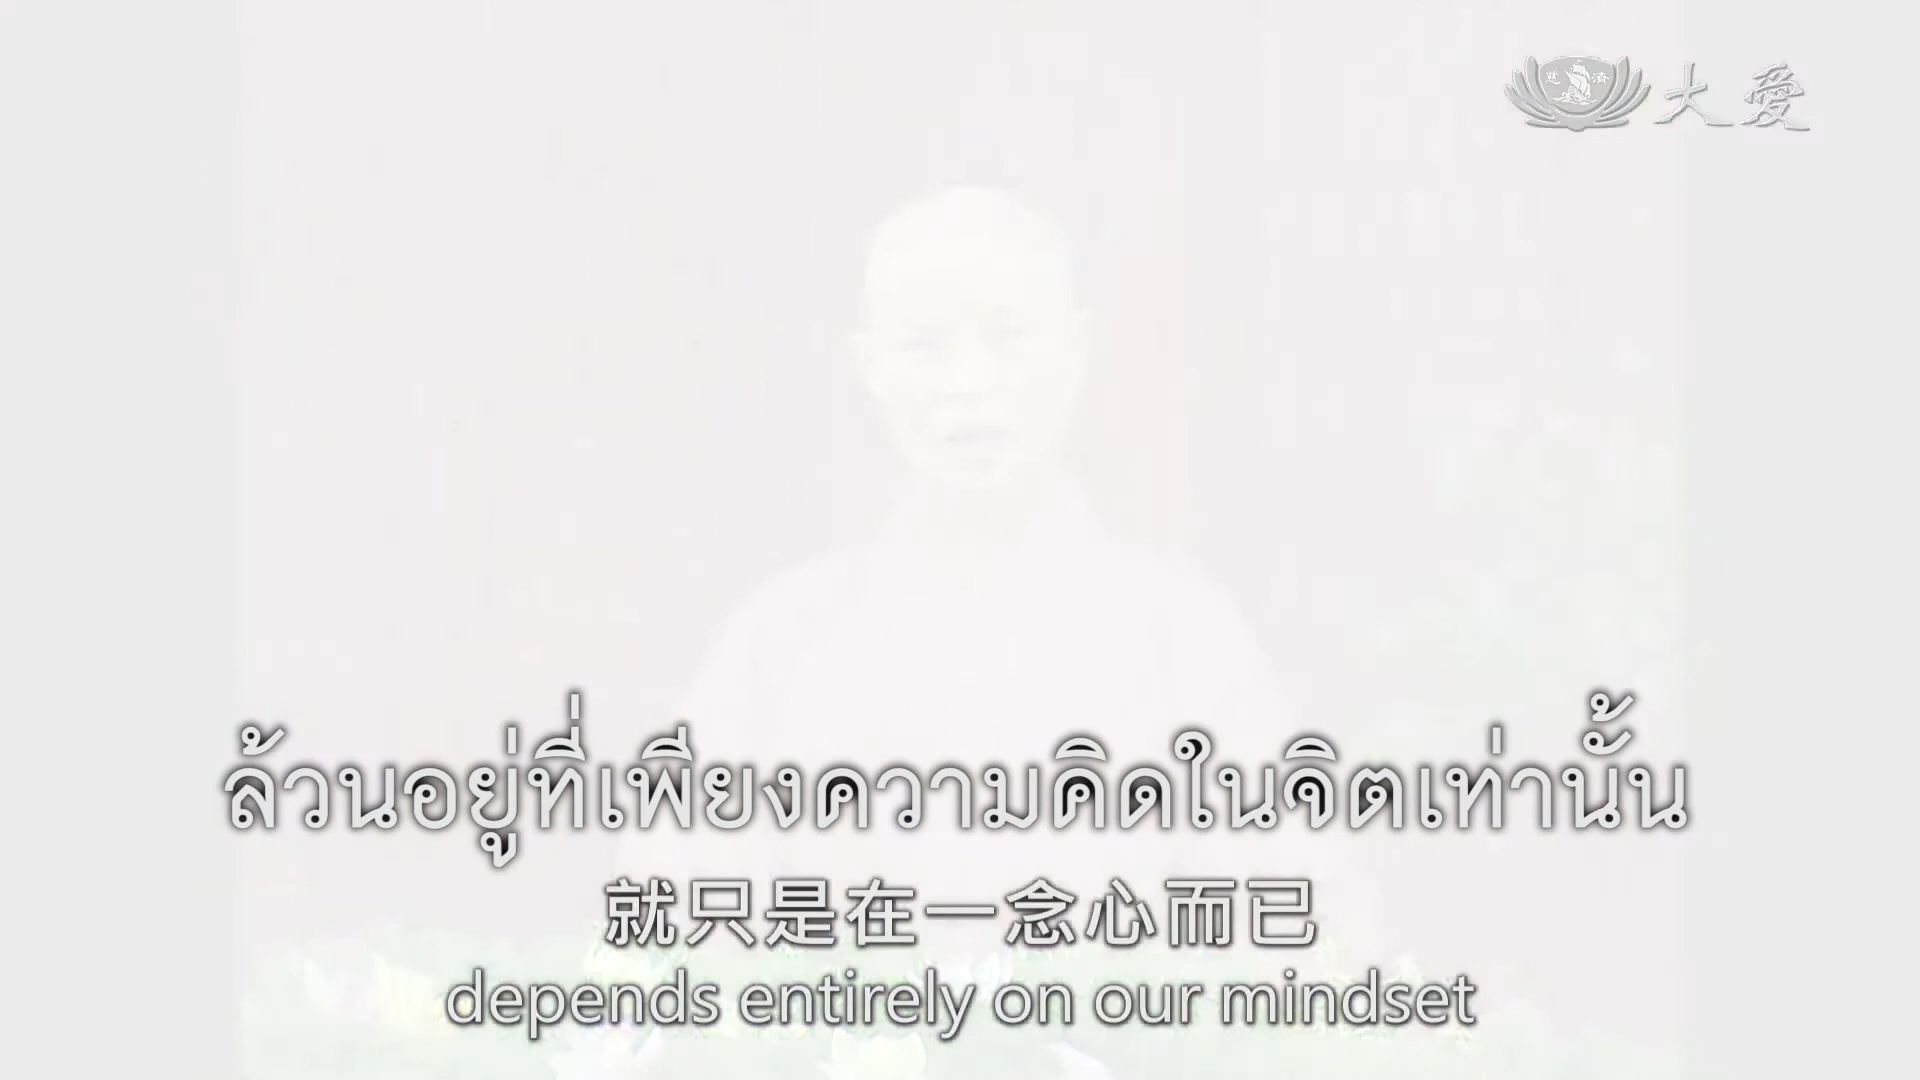 慈濟 大愛
ล้วนอยู่ที่เพียงความคิดในจิตเท่านั้น
就只是在一念心而已
depends entirely on our mindset